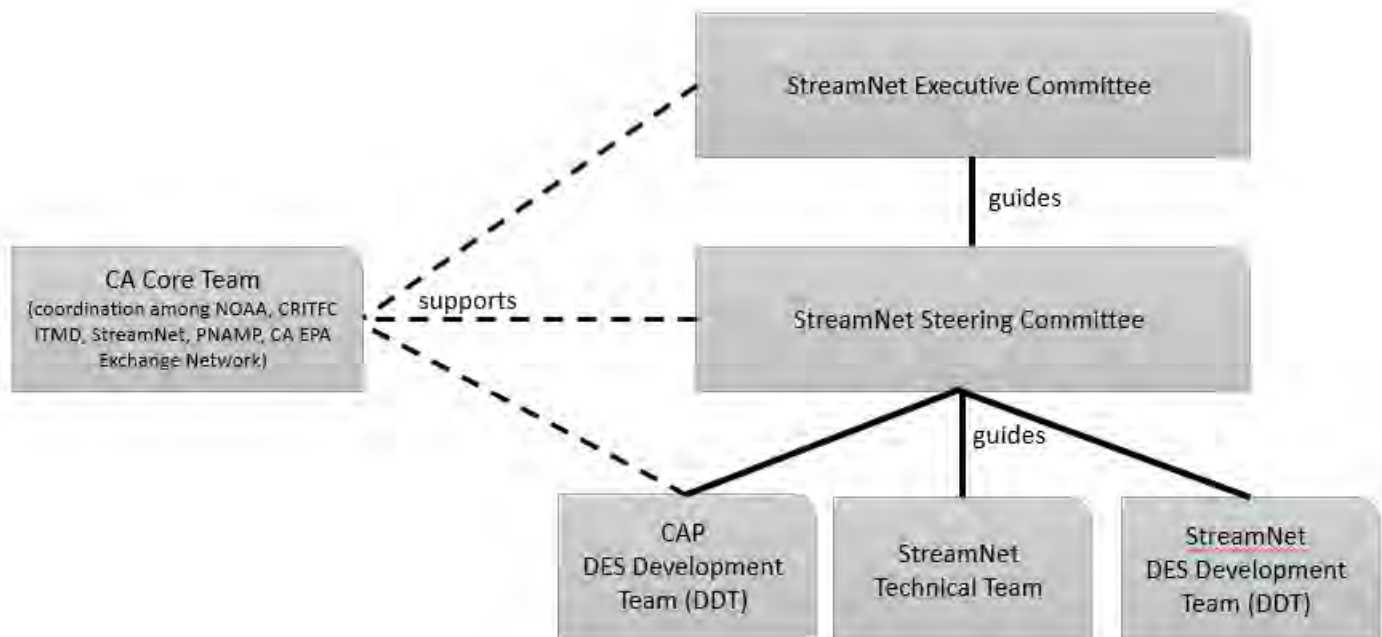 StreamNet Executive Committee
guides
CA Core Team
(coordination among NOAA, CRITFC
ITMD, StreamNet, PNAMP, CA EPA
Exchange Network)
supports
StreamNet Steering Committee
guides
CAP
DES Development
Team (DDT)
StreamNet
Technical Team
StreamNet
DES Development
Team (DDT)